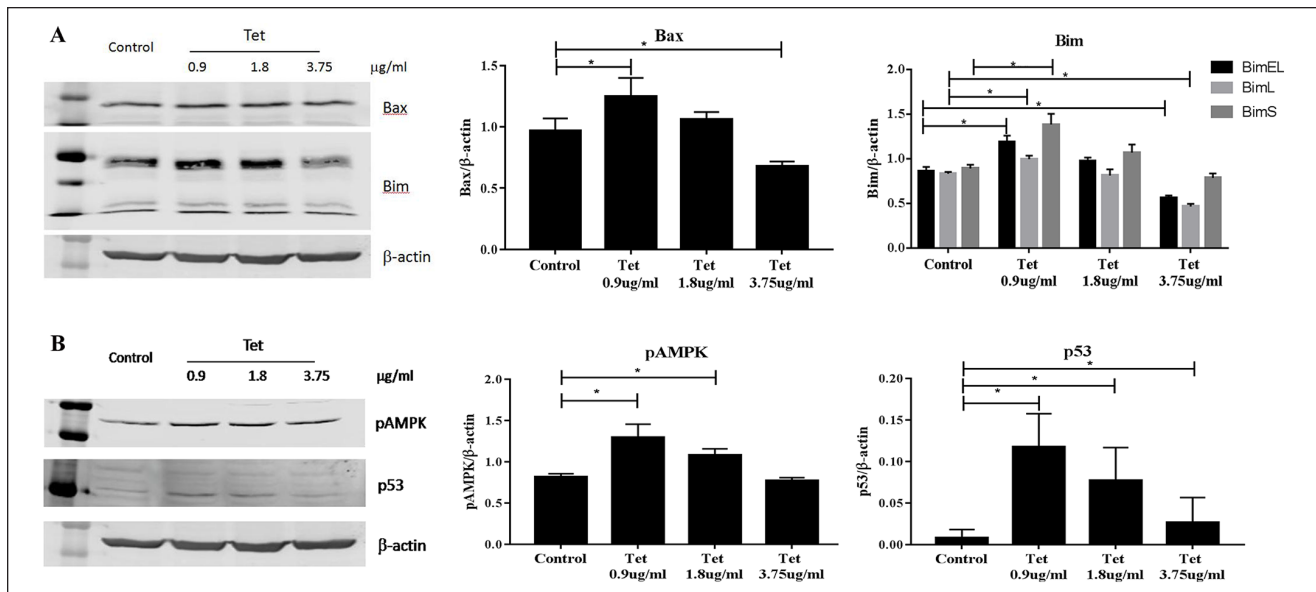 A
Control
Tet
0.9 1.8 3.75 µg/ml
Bax
Bim
β-actin
Bax
*
*
Bax/β-actin
1.5
1.0
0.5
0.0
Control Tet Tet Tet
0.9ug/ml 1.8ug/ml 3.75ug/ml
Bim
BimEL
BimL
BimS
*
*
*
*
*
Bim/β-actin
2.0
1.5
1.0
0.5
0.0
Control Tet Tet Tet
0.9ug/ml 1.8ug/ml 3.75ug/ml
B
Control
Tet
0.9 1.8 3.75 µg/ml
pAMPK
p53
β-actin
pAMPK
*
*
pAMPK/β-actin
2.0
1.5
1.0
0.5
0.0
Control Tet Tet Tet
0.9ug/ml 1.8ug/ml 3.75ug/ml
p53
*
*
*
p53/β-actin
0.20
0.15
0.10
0.05
0.00
Control Tet Tet Tet
0.9ug/ml 1.8ug/ml 3.75ug/ml